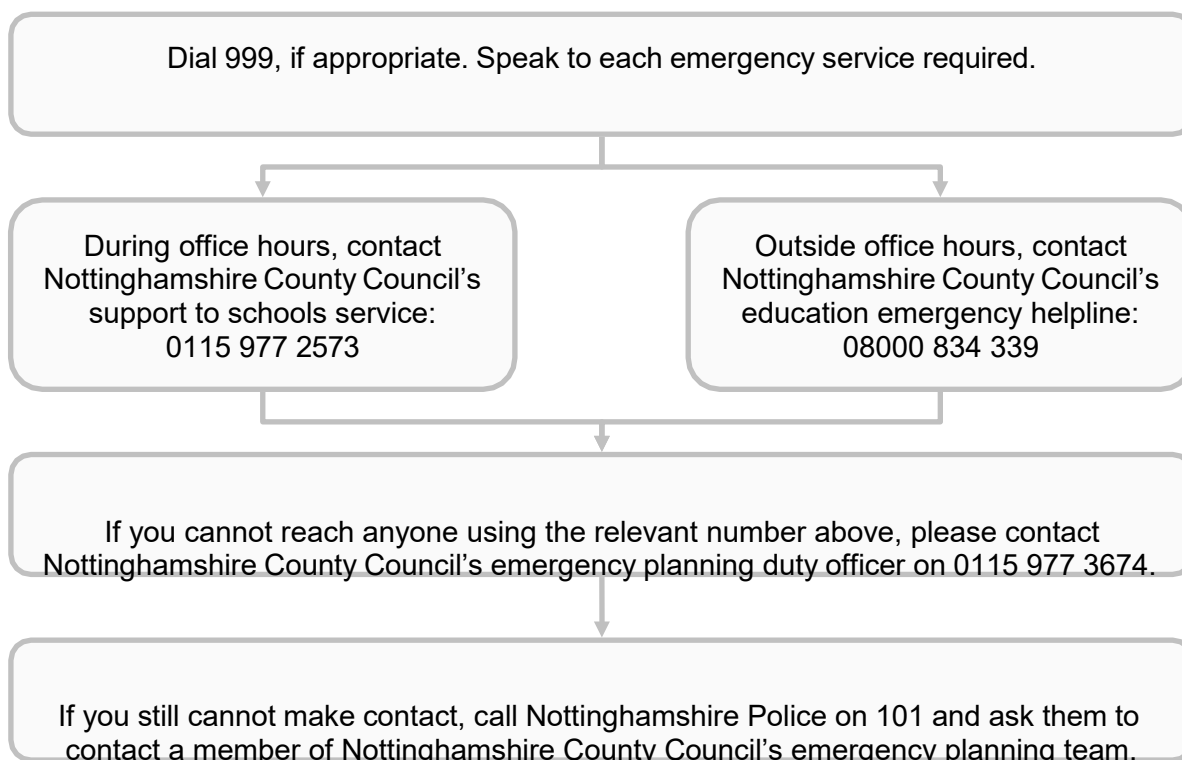 Dial 999, if appropriate. Speak to each emergency service required.
During office hours, contact
Nottinghamshire County Council’s
support to schools service:
0115 977 2573
Outside office hours, contact
Nottinghamshire County Council’s
education emergency helpline:
08000 834 339
If you cannot reach anyone using the relevant number above, please contact
Nottinghamshire County Council’s emergency planning duty officer on 0115 977 3674.
If you still cannot make contact, call Nottinghamshire Police on 101 and ask them to
contact a member of Nottinghamshire County Council’s emergency planning team.